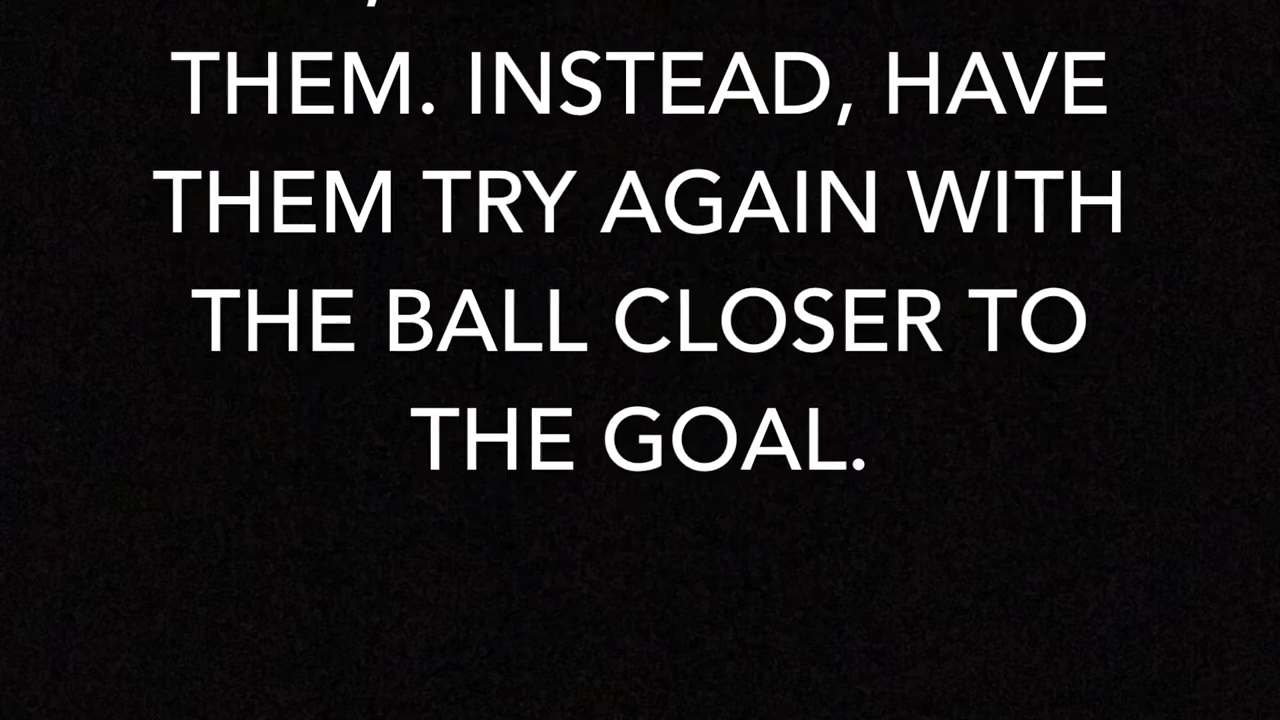 THEM. INSTEAD, HAVE
THEM TRY AGAIN WITH
THE BALL CLOSER TO
THE GOAL.